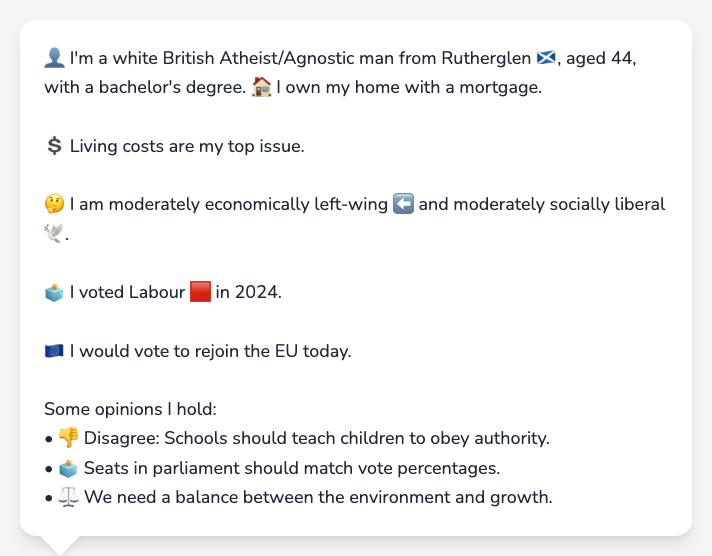 👤 I'm a white British Atheist/Agnostic man from Rutherglen 🏴󠁧󠁢󠁳󠁣󠁴󠁿, aged 44,
with a bachelor's degree. 🏠 I own my home with a mortgage.
💲 Living costs are my top issue.
🤔 I am moderately economically left-wing ⬅️ and moderately socially liberal
🕊️.
🗳️ I voted Labour 🟥 in 2024.
🇪🇺 I would vote to rejoin the EU today.
Some opinions I hold:
• 👎 Disagree: Schools should teach children to obey authority.
• 🗳️ Seats in parliament should match vote percentages.
• ⚖️ We need a balance between the environment and growth.